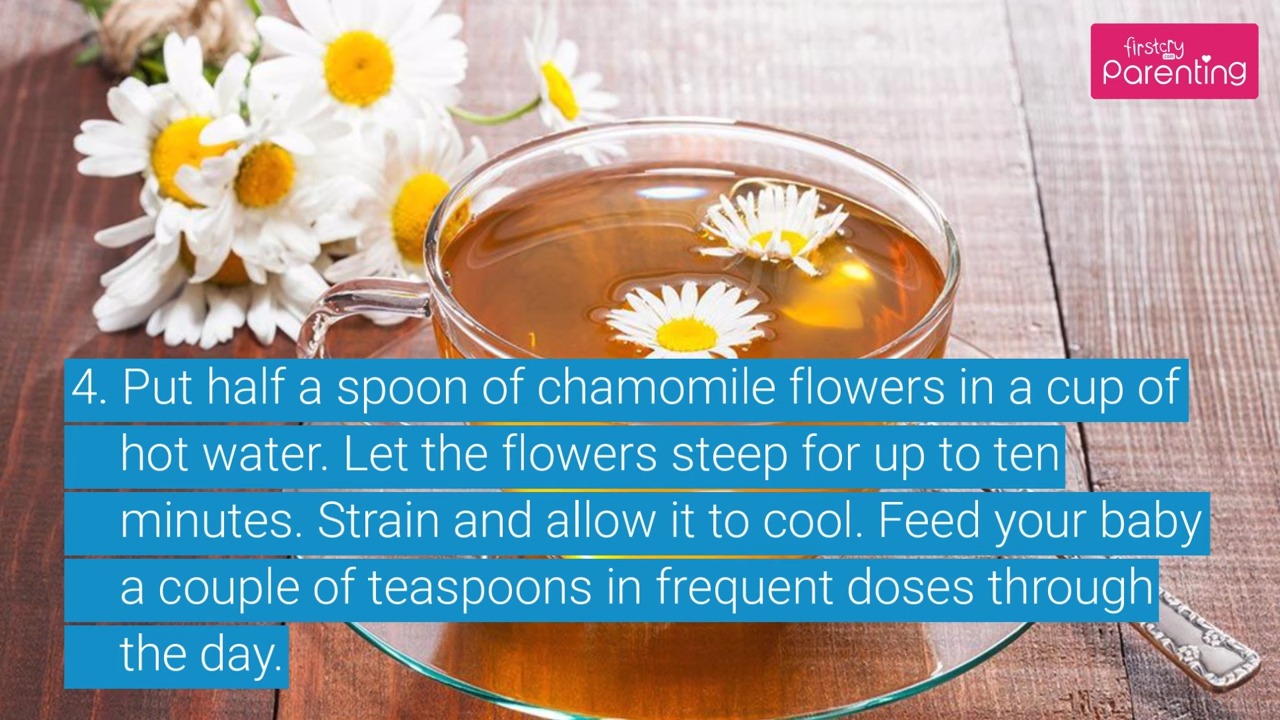 firstcry
.com
Parenting
4. Put half a spoon of chamomile flowers in a cup of
hot water. Let the flowers steep for up to ten
minutes. Strain and allow it to cool. Feed your baby
a couple of teaspoons in frequent doses through
the day.